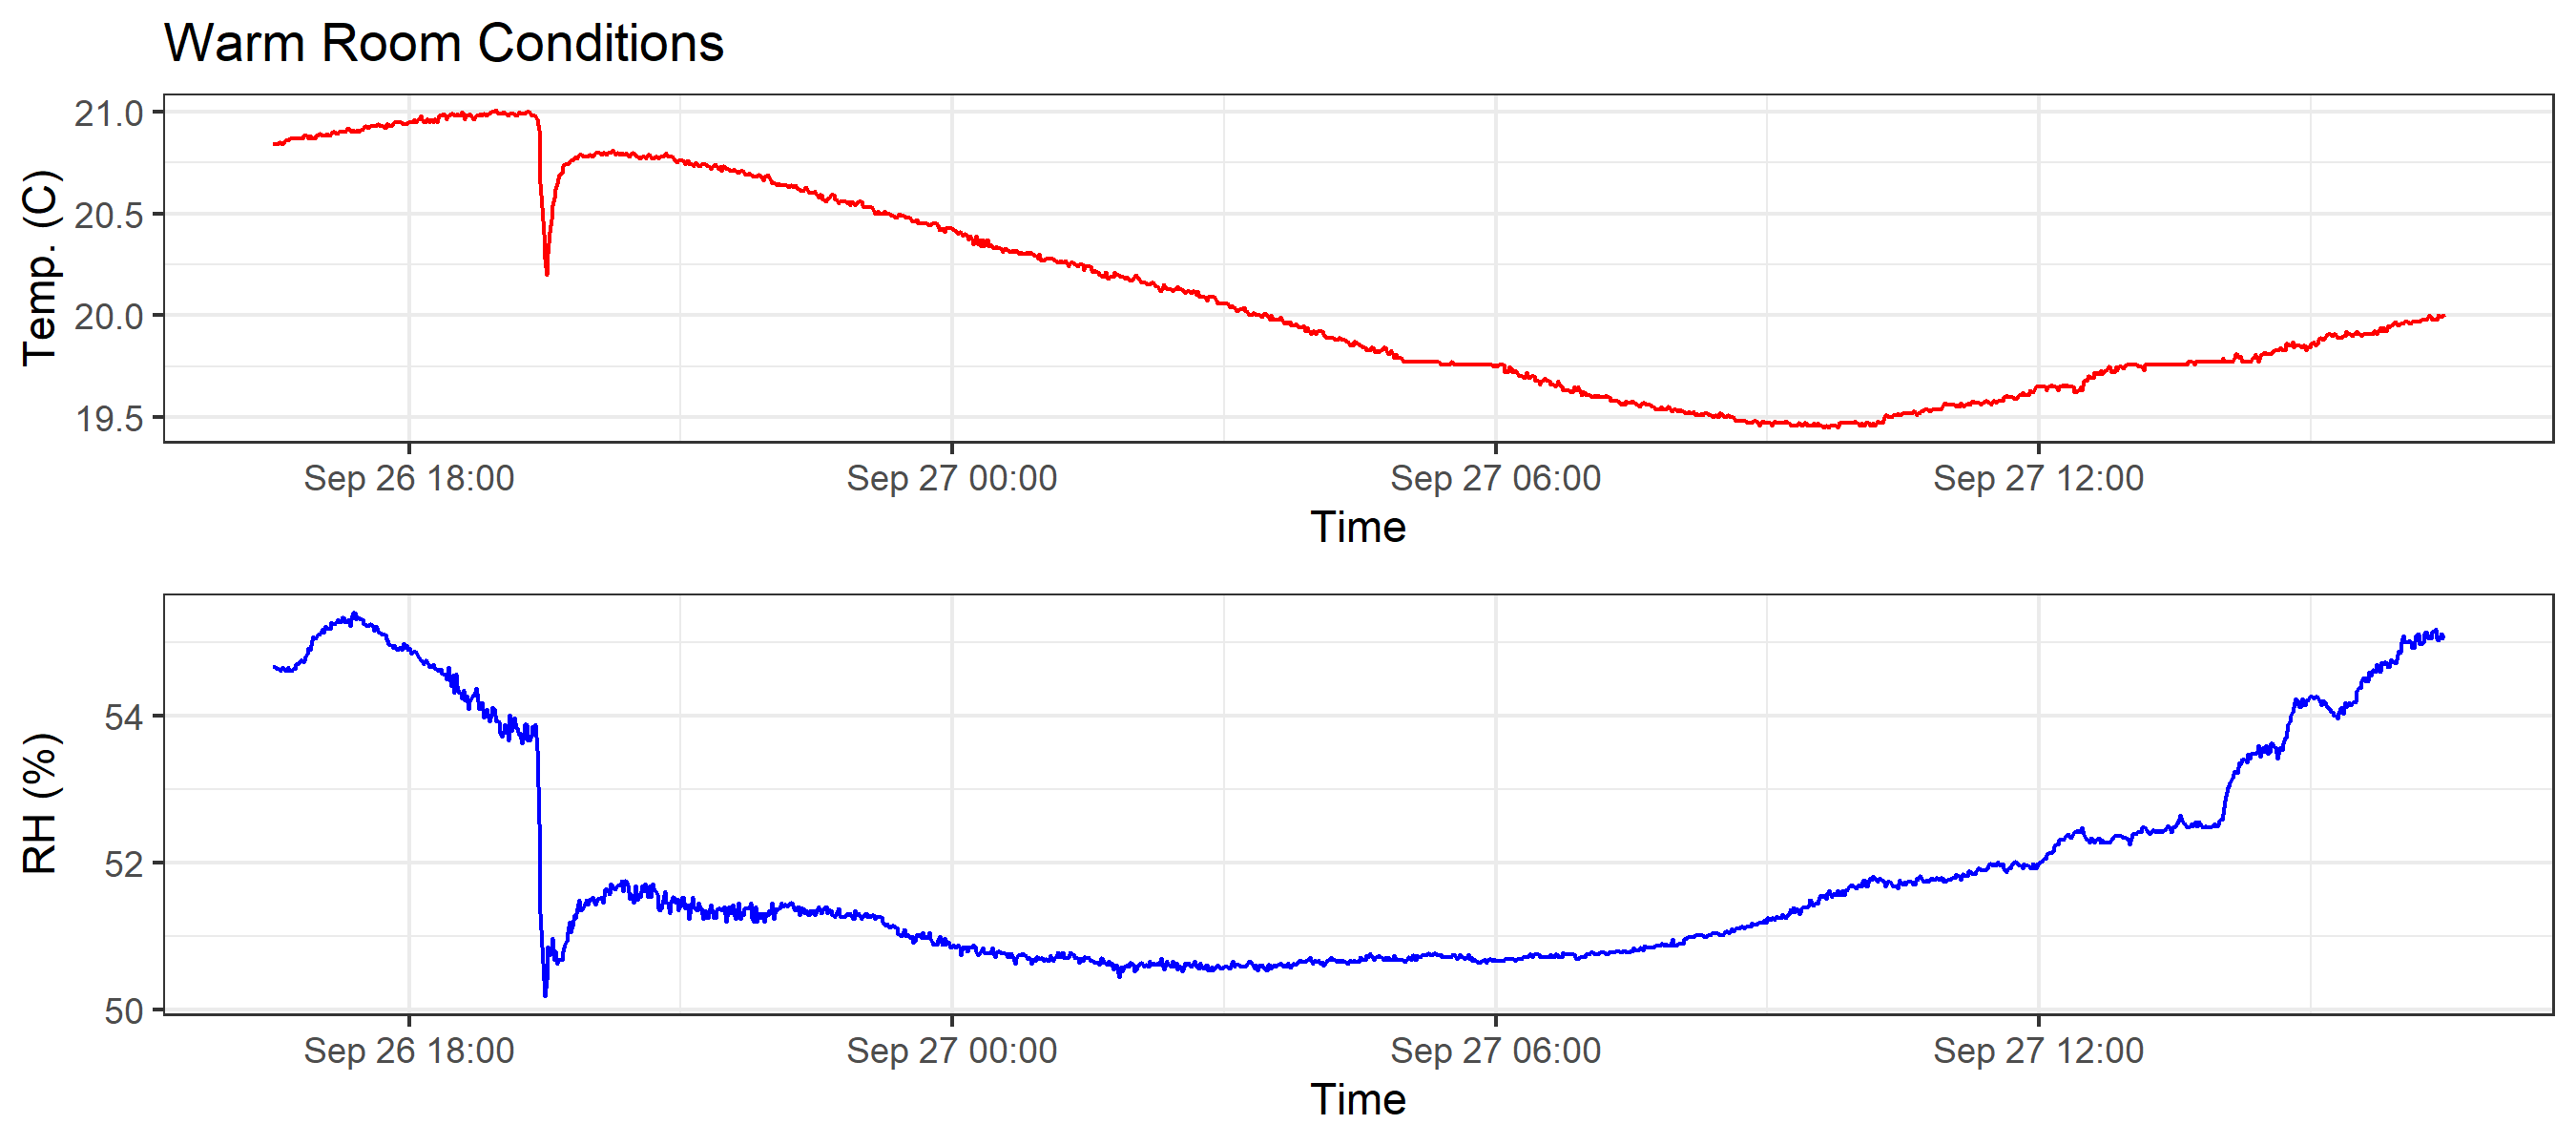 Warm Room Conditions
Temp. (C)
21.0
20.5
20.0
19.5
Sep 26 18:00 Sep 27 00:00 Sep 27 06:00 Sep 27 12:00
Time
RH (%)
54
52
50
Sep 26 18:00 Sep 27 00:00 Sep 27 06:00 Sep 27 12:00
Time